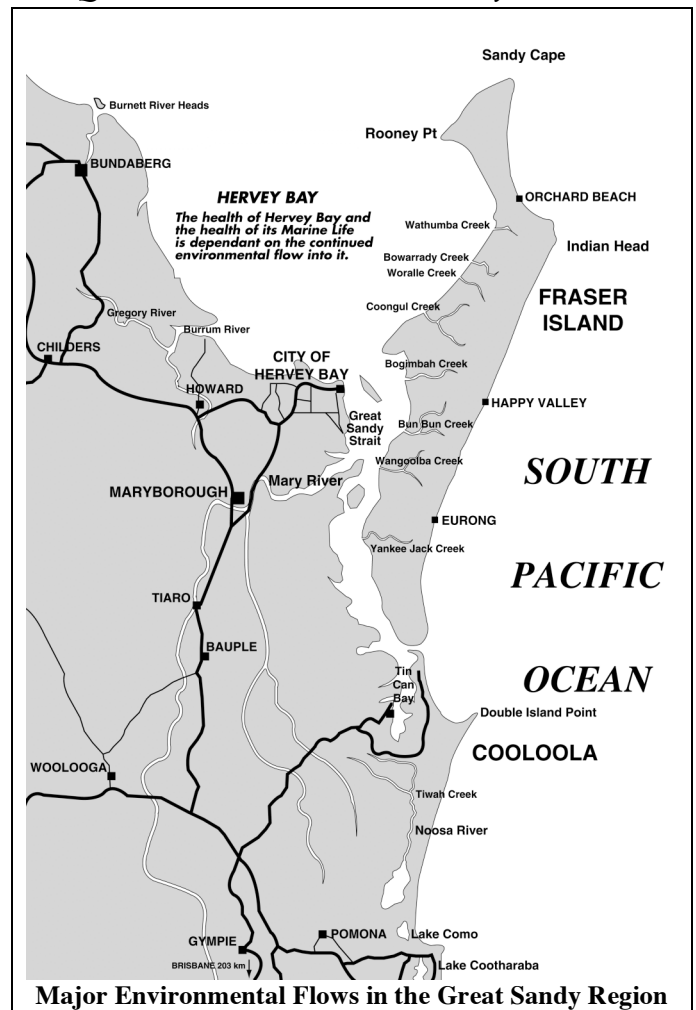 Sandy Cape
Burnett River Heads
Rooney Pt
BUNDABERG
HERVEY BAY
ORCHARD BEACH
The health of Hervey Bay and
the health of its Marine Life
is dependant on the continued
environmental flow into it.
Wathumba Creek
Indian Head
Bowarrady Creek
Woralle Creek
FRASER
ISLAND
Coongul Creek
Gregory River
Burrum River
CHILDERS
CITY OF
HERVEY BAY
Bogimbah Creek
HOWARD
HAPPY VALLEY
Great
Sandy
Strait
Bun Bun Creek
Wangoolba Creek
SOUTH
Mary River
MARYBOROUGH
EURONG
Yankee Jack Creek
PACIFIC
TIARO
BAUPLE
Tin
Can
Bay
OCEAN
Double Island Point
COOLOOLA
WOOLOOGA
Tiwah Creek
Noosa River
POMONA
Lake Como
GYMPIE
BRISBANE 203 km
Lake Cootharaba
Major Environmental Flows in the Great Sandy Region